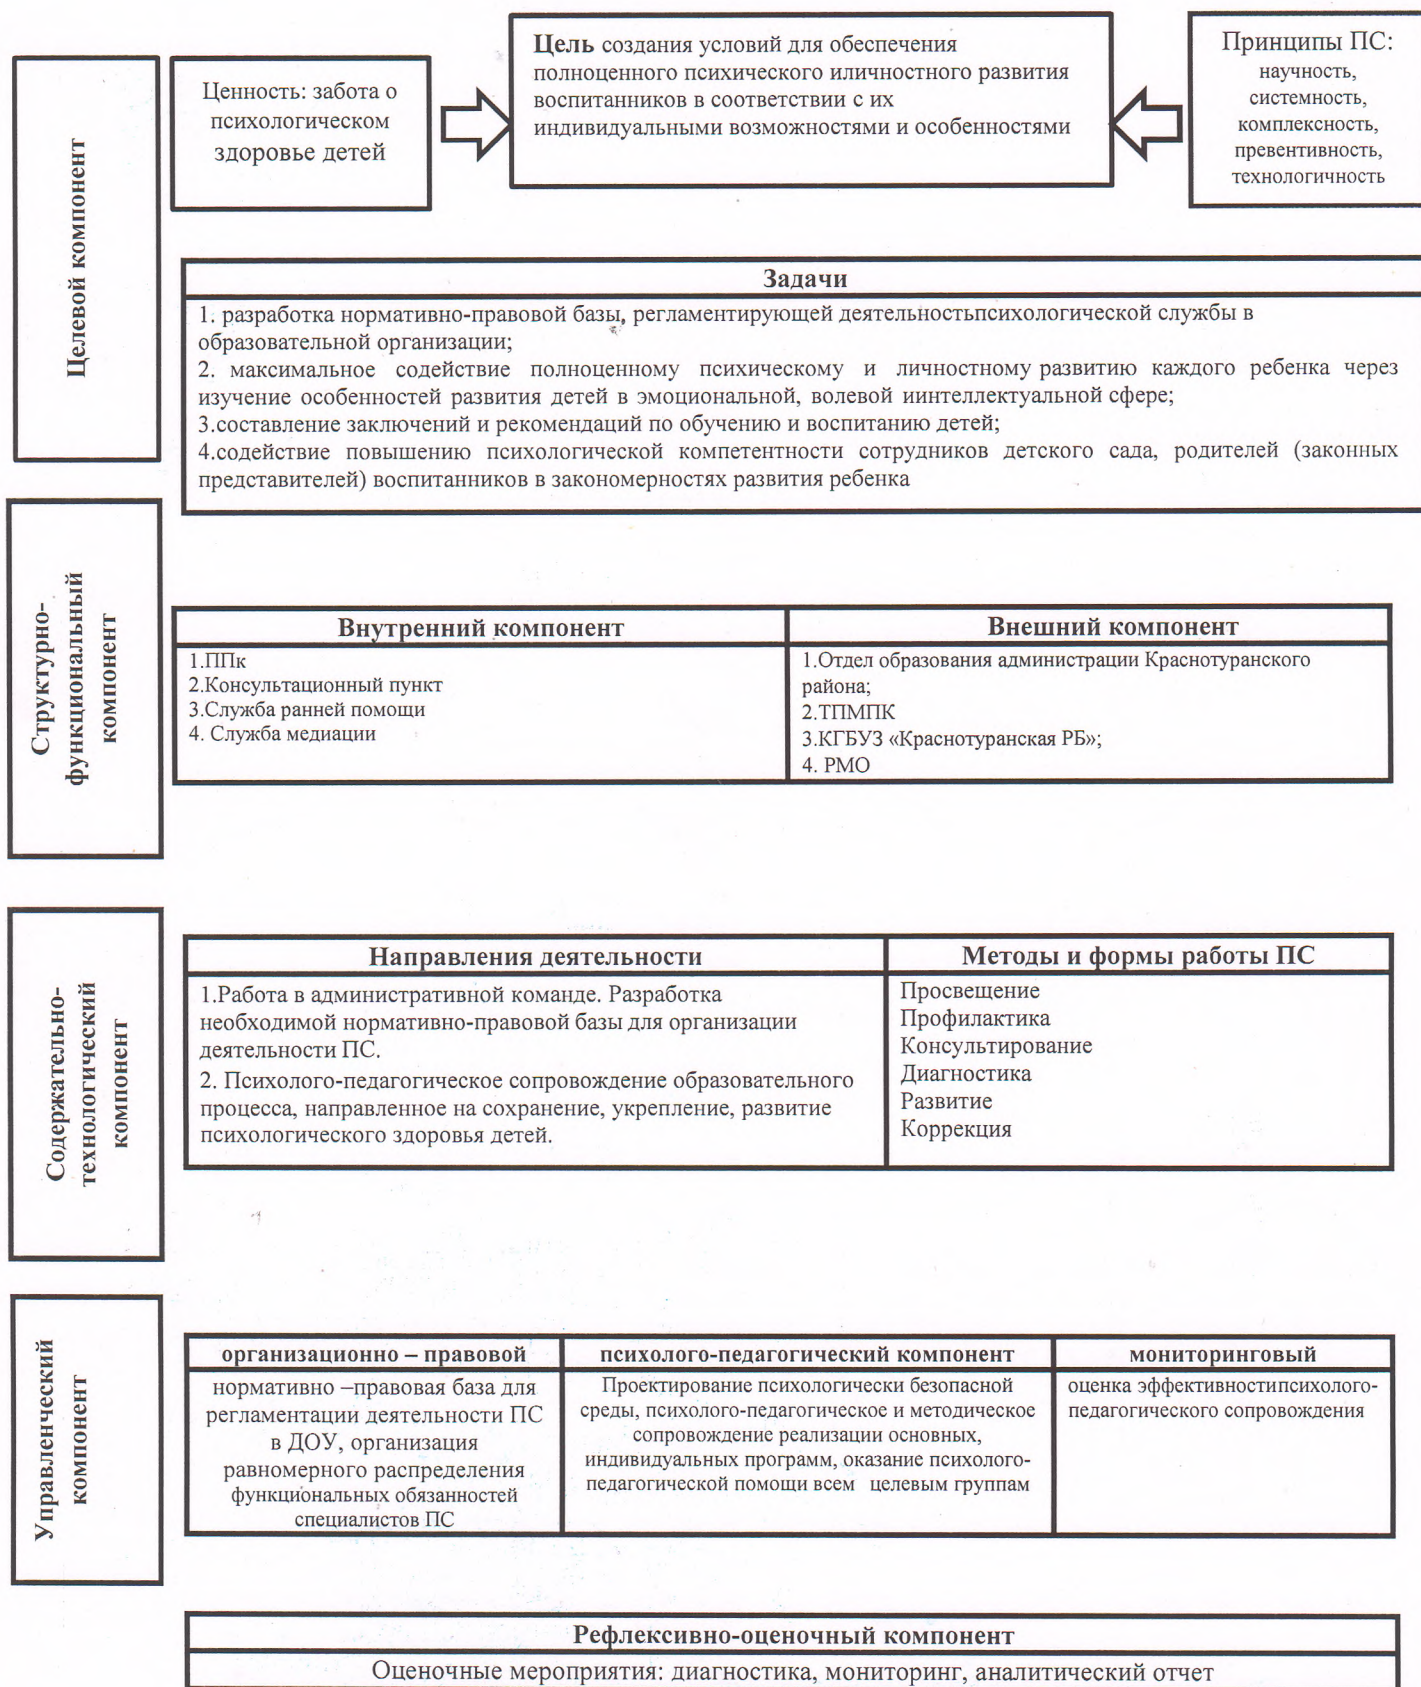 Целевой компонент
Ценность: забота о
психологическом
здоровье детей
Цель создания условий для обеспечения
полноценного психического иличностного развития
воспитанников в соответствии с их
индивидуальными возможностями и особенностями
Принципы ПС:
научность,
системность,
комплексность,
превентивность,
технологичность
Задачи
1. разработка нормативно-правовой базы, регламентирующей деятельностьпсихологической службы в
образовательной организации;
2. максимальное содействие полноценному психическому и личностному развитию каждого ребенка через
изучение особенностей развития детей в эмоциональной, волевой иинтеллектуальной сфере;
3.составление заключений и рекомендаций по обучению и воспитанию детей;
4.содействие повышению психологической компетентности сотрудников детского сада, родителей (законных
представителей) воспитанников в закономерностях развития ребенка
Структурно-
функциональный
компонент
Внутренний компонент
1.ППк
2.Консультационный пункт
3.Служба ранней помощи
4. Служба медиации
Внешний компонент
1.Отдел образования администрации Краснотуранского
района;
2.ТПМПК
3.КГБУЗ «Краснотуранская РБ»;
4. РМО
Содержательно-
технологический
компонент
Направления деятельности
1.Работа в административной команде. Разработка
необходимой нормативно-правовой базы для организации
деятельности ПС.
2. Психолого-педагогическое сопровождение образовательного
процесса, направленное на сохранение, укрепление, развитие
психологического здоровья детей.
Методы и формы работы ПС
Просвещение
Профилактика
Консультирование
Диагностика
Развитие
Коррекция
Управленческий
компонент
организационно – правовой
нормативно –правовая база для
регламентации деятельности ПС
в ДОУ, организация
равномерного распределения
функциональных обязанностей
специалистов ПС
психолого-педагогический компонент
Проектирование психологически безопасной
среды, психолого-педагогическое и методическое
сопровождение реализации основных,
индивидуальных программ, оказание психолого-
педагогической помощи всем целевым группам
мониторинговый
оценка эффективностипсихолого-
педагогического сопровождения
Рефлексивно-оценочный компонент
Оценочные мероприятия: диагностика, мониторинг, аналитический отчет